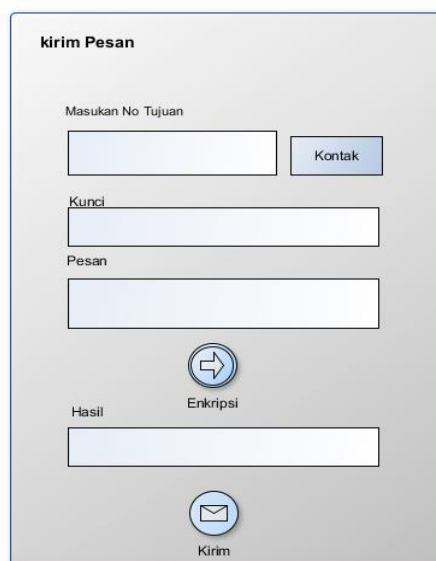 kirim Pesan
Masukan No Tujuan
Kontak
Kunci
Pesan
Enkripsi
Hasil
Kirim